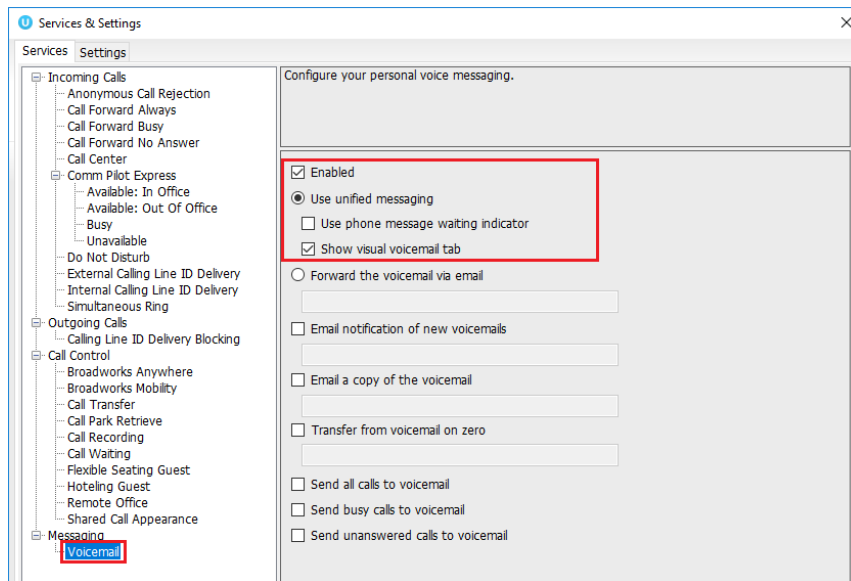 Services & Settings
Services Settings
Incoming Calls
Anonymous Call Rejection
Call Forward Always
Call Forward Busy
Call Forward No Answer
Call Center
Comm Pilot Express
Available: In Office
Available: Out Of Office
Busy
Unavailable
Do Not Disturb
External Calling Line ID Delivery
Internal Calling Line ID Delivery
Simultaneous Ring
Outgoing Calls
Calling Line ID Delivery Blocking
Call Control
Broadworks Anywhere
Broadworks Mobility
Call Transfer
Call Park Retrieve
Call Recording
Call Waiting
Flexible Seating Guest
Hoteling Guest
Remote Office
Shared Call Appearance
Messaging
Voicemail
Configure your personal voice messaging.
Enabled
Use unified messaging
Use phone message waiting indicator
Show visual voicemail tab
Forward the voicemail via email
Email notification of new voicemails
Email a copy of the voicemail
Transfer from voicemail on zero
Send all calls to voicemail
Send busy calls to voicemail
Send unanswered calls to voicemail